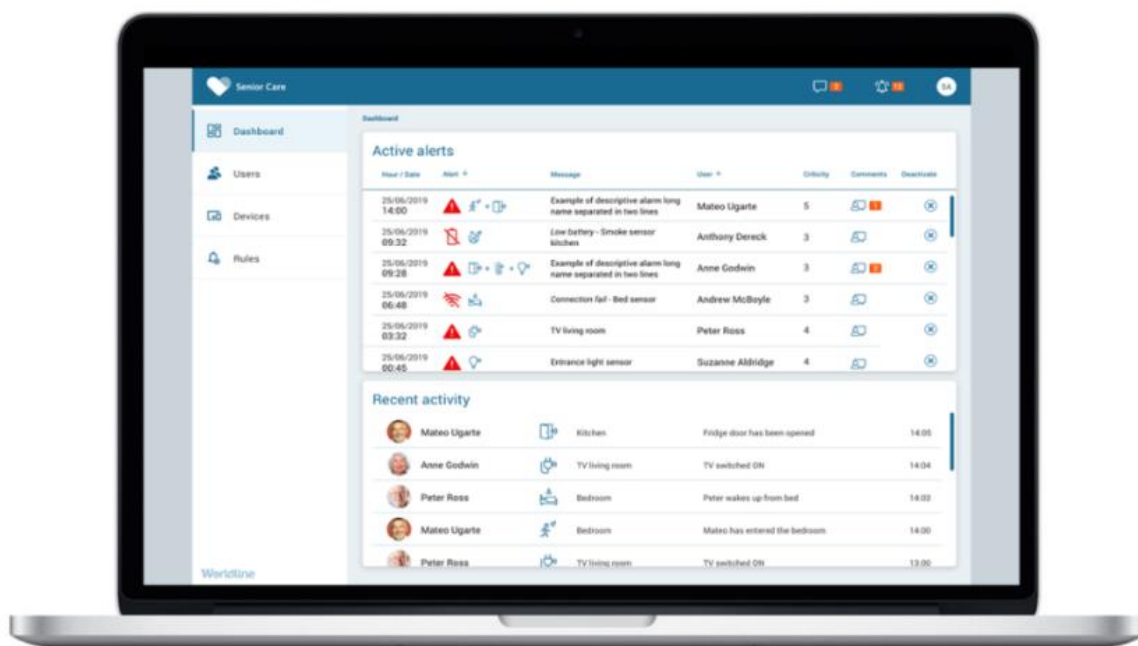 Senior Care
SA
Dashboard
Users
Devices
Rules
Worldline
Dashboard
Active alerts
Hour / Date Alert Message User Criticity Comments Deactivate
25/06/2019
14:00
Example of descriptive alarm long
name separated in two lines
Mateo Ugarte 5 1
25/06/2019
09:32
Low battery - Smoke sensor
kitchen
Anthony Dereck 3
25/06/2019
09:28
Example of descriptive alarm long
name separated in two lines
Anne Godwin 3
25/06/2019
06:48
Connection fail - Bed sensor Andrew McBoyle 3
25/06/2019
03:32
TV living room Peter Ross 4
25/06/2019
00:45
Entrance light sensor Suzanne Aldridge 4
Recent activity
Mateo Ugarte Kitchen Fridge door has been opened 14:05
Anne Godwin TV living room TV switched ON 14:04
Peter Ross Bedroom Peter wakes up from bed 14:02
Mateo Ugarte Bedroom Mateo has entered the bedroom 14:00
Peter Ross TV living room TV switched ON 13:00